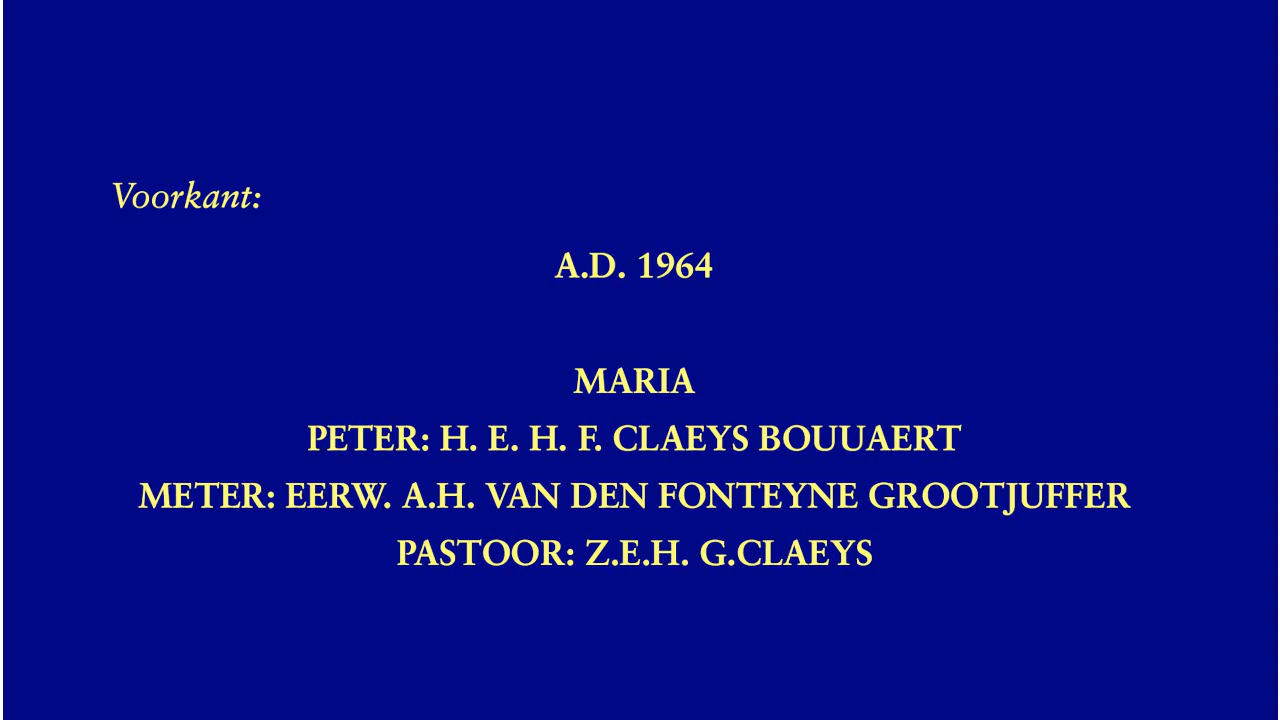 Voorkant:
A.D. 1964
MARIA
PETER: H. E. H. F. CLAEYS BOUUAERT
METER: EERW. A.H. VAN DEN FONTEYNE GROOTJUFFER
PASTOOR: Z.E.H. G.CLAEYS